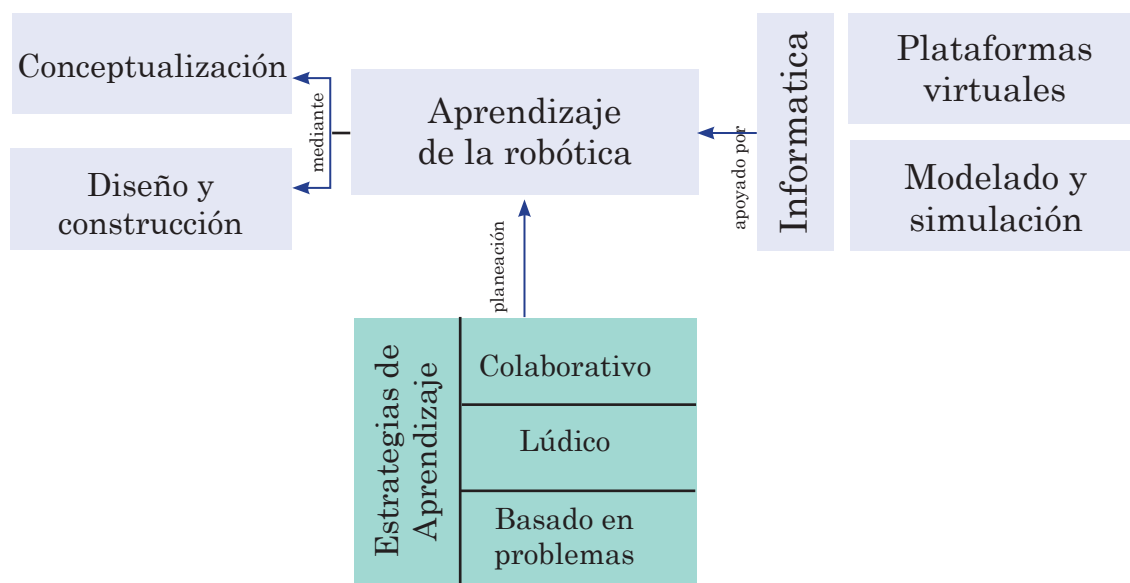 Conceptualización
Diseño y
construcción
mediante
Aprendizaje
de la robótica
apoyado por
Informatica
Plataformas
virtuales
Modelado y
simulación
planeación
Estrategias de
Aprendizaje
Colaborativo
Lúdico
Basado en
problemas